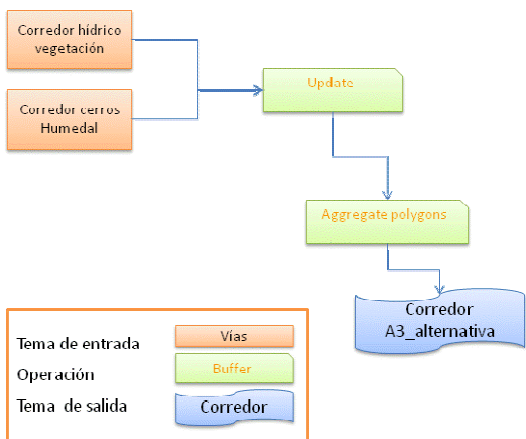 Corredor hídrico
vegetación
Corredor cerros
Humedal
Update
Aggregate polygons
Corredor
A3_alternativa
Tema de entrada
Vías
Operación
Buffer
Tema de salida
Corredor